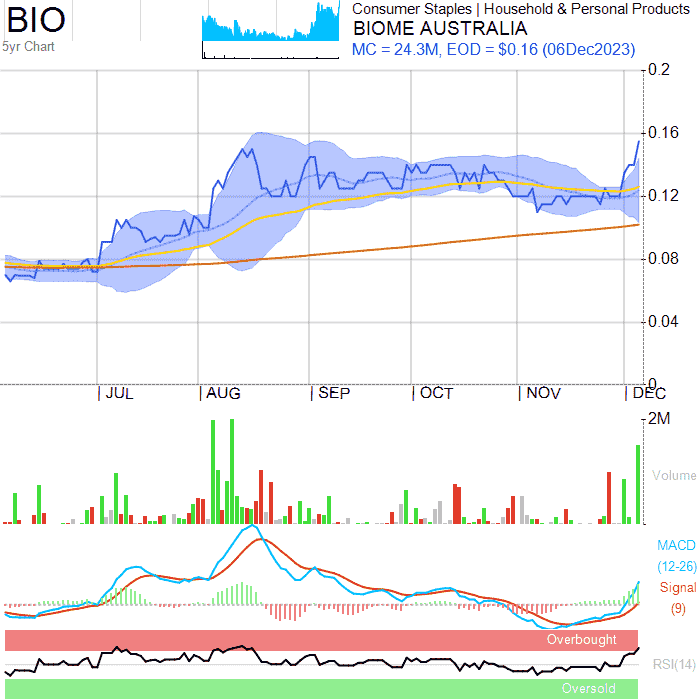 BIO
5yr Chart
Consumer Staples | Household & Personal Products
BIOME AUSTRALIA
MC = 24.3M, EOD = $0.16 (06Dec2023)
0.2
0.16
0.12
0.08
0.04
0
JUL
AUG
SEP
OCT
NOV
DEC
2M
Volume
MACD
(12-26)
Signal
(9)
Overbought
RSI(14)
Oversold